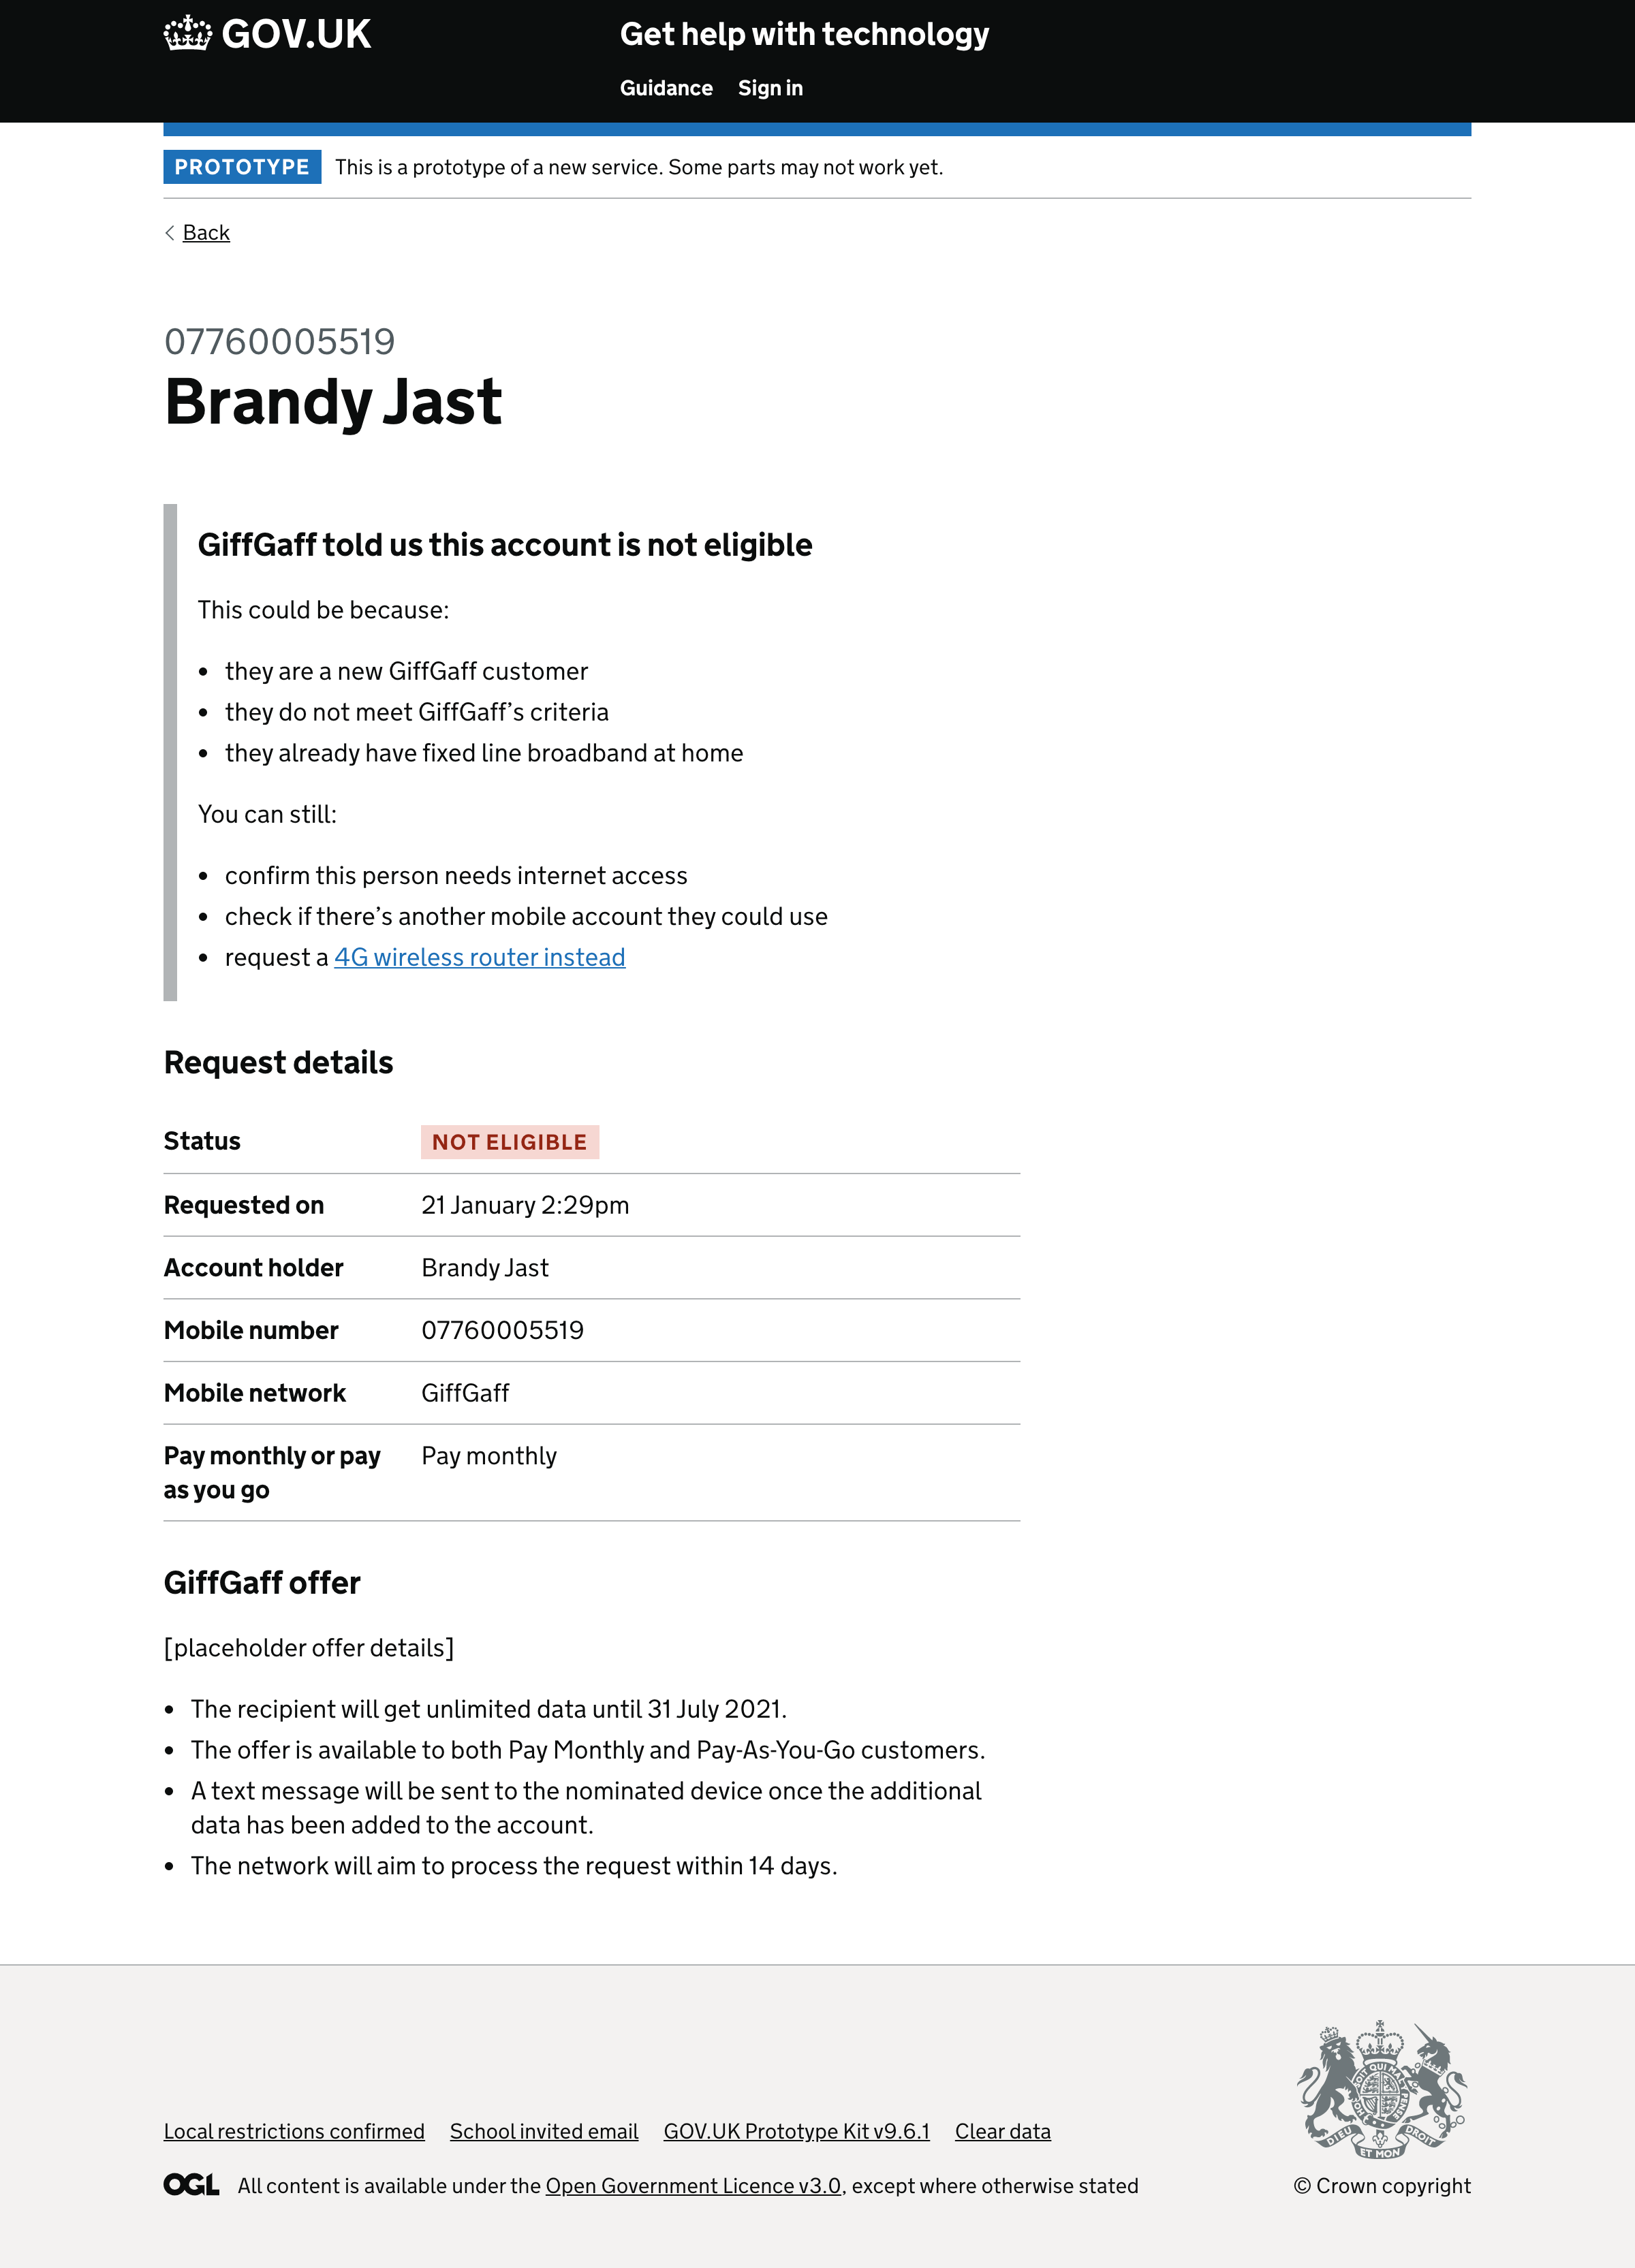 GOV.UK
Get help with technology
Guidance Sign in
PROTOTYPE This is a prototype of a new service. Some parts may not work yet.
Back
07760005519
Brandy Jast
GiffGaff told us this account is not eligible
This could be because:
• they are a new GiffGaff customer
• they do not meet GiffGaff’s criteria
• they already have fixed line broadband at home
You can still:
• confirm this person needs internet access
• check if there’s another mobile account they could use
• request a 4G wireless router instead
Request details
Status NOT ELIGIBLE
Requested on 21 January 2:29pm
Account holder Brandy Jast
Mobile number 07760005519
Mobile network GiffGaff
Pay monthly or pay Pay monthly
as you go
GiffGaff offer
[placeholder offer details]
• The recipient will get unlimited data until 31 July 2021.
• The offer is available to both Pay Monthly and Pay-As-You-Go customers.
• A text message will be sent to the nominated device once the additional
data has been added to the account.
• The network will aim to process the request within 14 days.
DIEU ET MON DROIT
Local restrictions confirmed School invited email GOV.UK Prototype Kit v9.6.1 Clear data
OGL All content is available under the Open Government Licence v3.0, except where otherwise stated
© Crown copyright